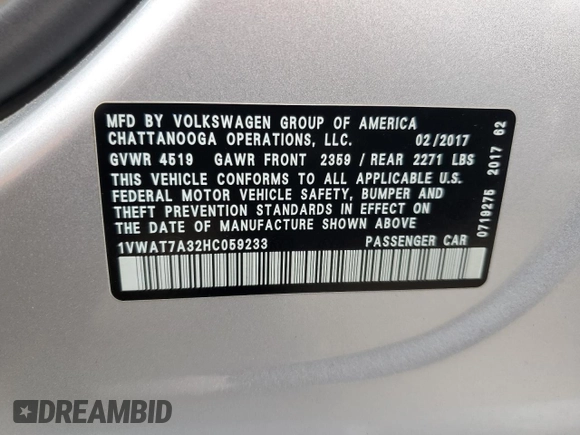 MFD BY VOLKSWAGEN GROUP OF AMERICA
CHATTANOOGA OPERATIONS, LLC. 02/2017
GVWR 4519 GAWR FRONT 2359 / REAR 2271 LBS
THIS VEHICLE CONFORMS TO ALL APPLICABLE U.S.
FEDERAL MOTOR VEHICLE SAFETY, BUMPER AND
THEFT PREVENTION STANDARDS IN EFFECT ON
THE DATE OF MANUFACTURE SHOWN ABOVE
1VWAT7A32HC059233 PASSENGER CAR
0719275 2017 62
DREAMBID